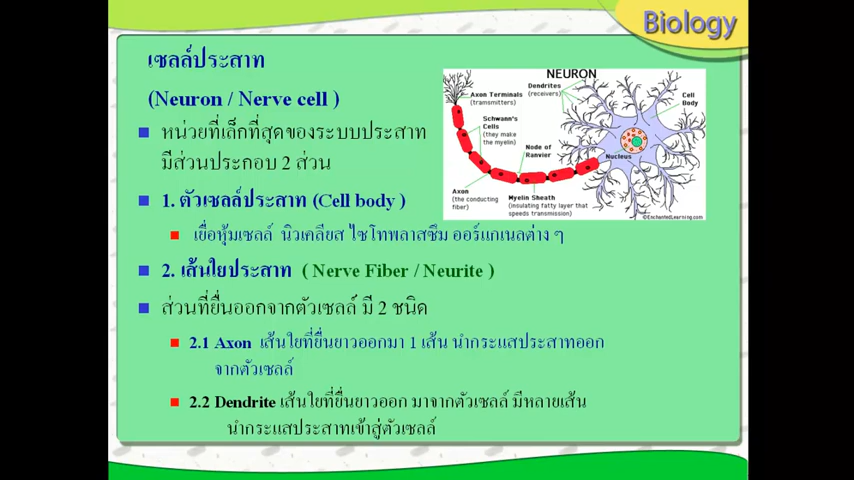 Biology
เซลล์ประสาท
(Neuron / Nerve cell )
หน่วยที่เล็กที่สุดของระบบประสาท
มีส่วนประกอบ 2 ส่วน
1. ตัวเซลล์ประสาท (Cell body )
เยื่อหุ้มเซลล์ นิวเคลียส ไซโทพลาสซึม ออร์แกเนลต่าง ๆ
2. เส้นใยประสาท ( Nerve Fiber / Neurite )
ส่วนที่ยื่นออกจากตัวเซลล์ มี 2 ชนิด
2.1 Axon เส้นใยที่ยื่นยาวออกมา 1 เส้น นำกระแสประสาทออก
จากตัวเซลล์
2.2 Dendrite เส้นใยที่ยื่นยาวออก มาจากตัวเซลล์ มีหลายเส้น
นำกระแสประสาทเข้าสู่ตัวเซลล์
NEURON
Axon Terminals
(transmitters)
Dendrites
(receivers)
Cell
Body
Schwann's
Cells
(they make
the myelin)
Node of
Ranvier
Nucleus
Axon
(the conducting
fiber)
Myelin Sheath
(insulating fatty layer that
speeds transmission)
©EnchantedLearning.com